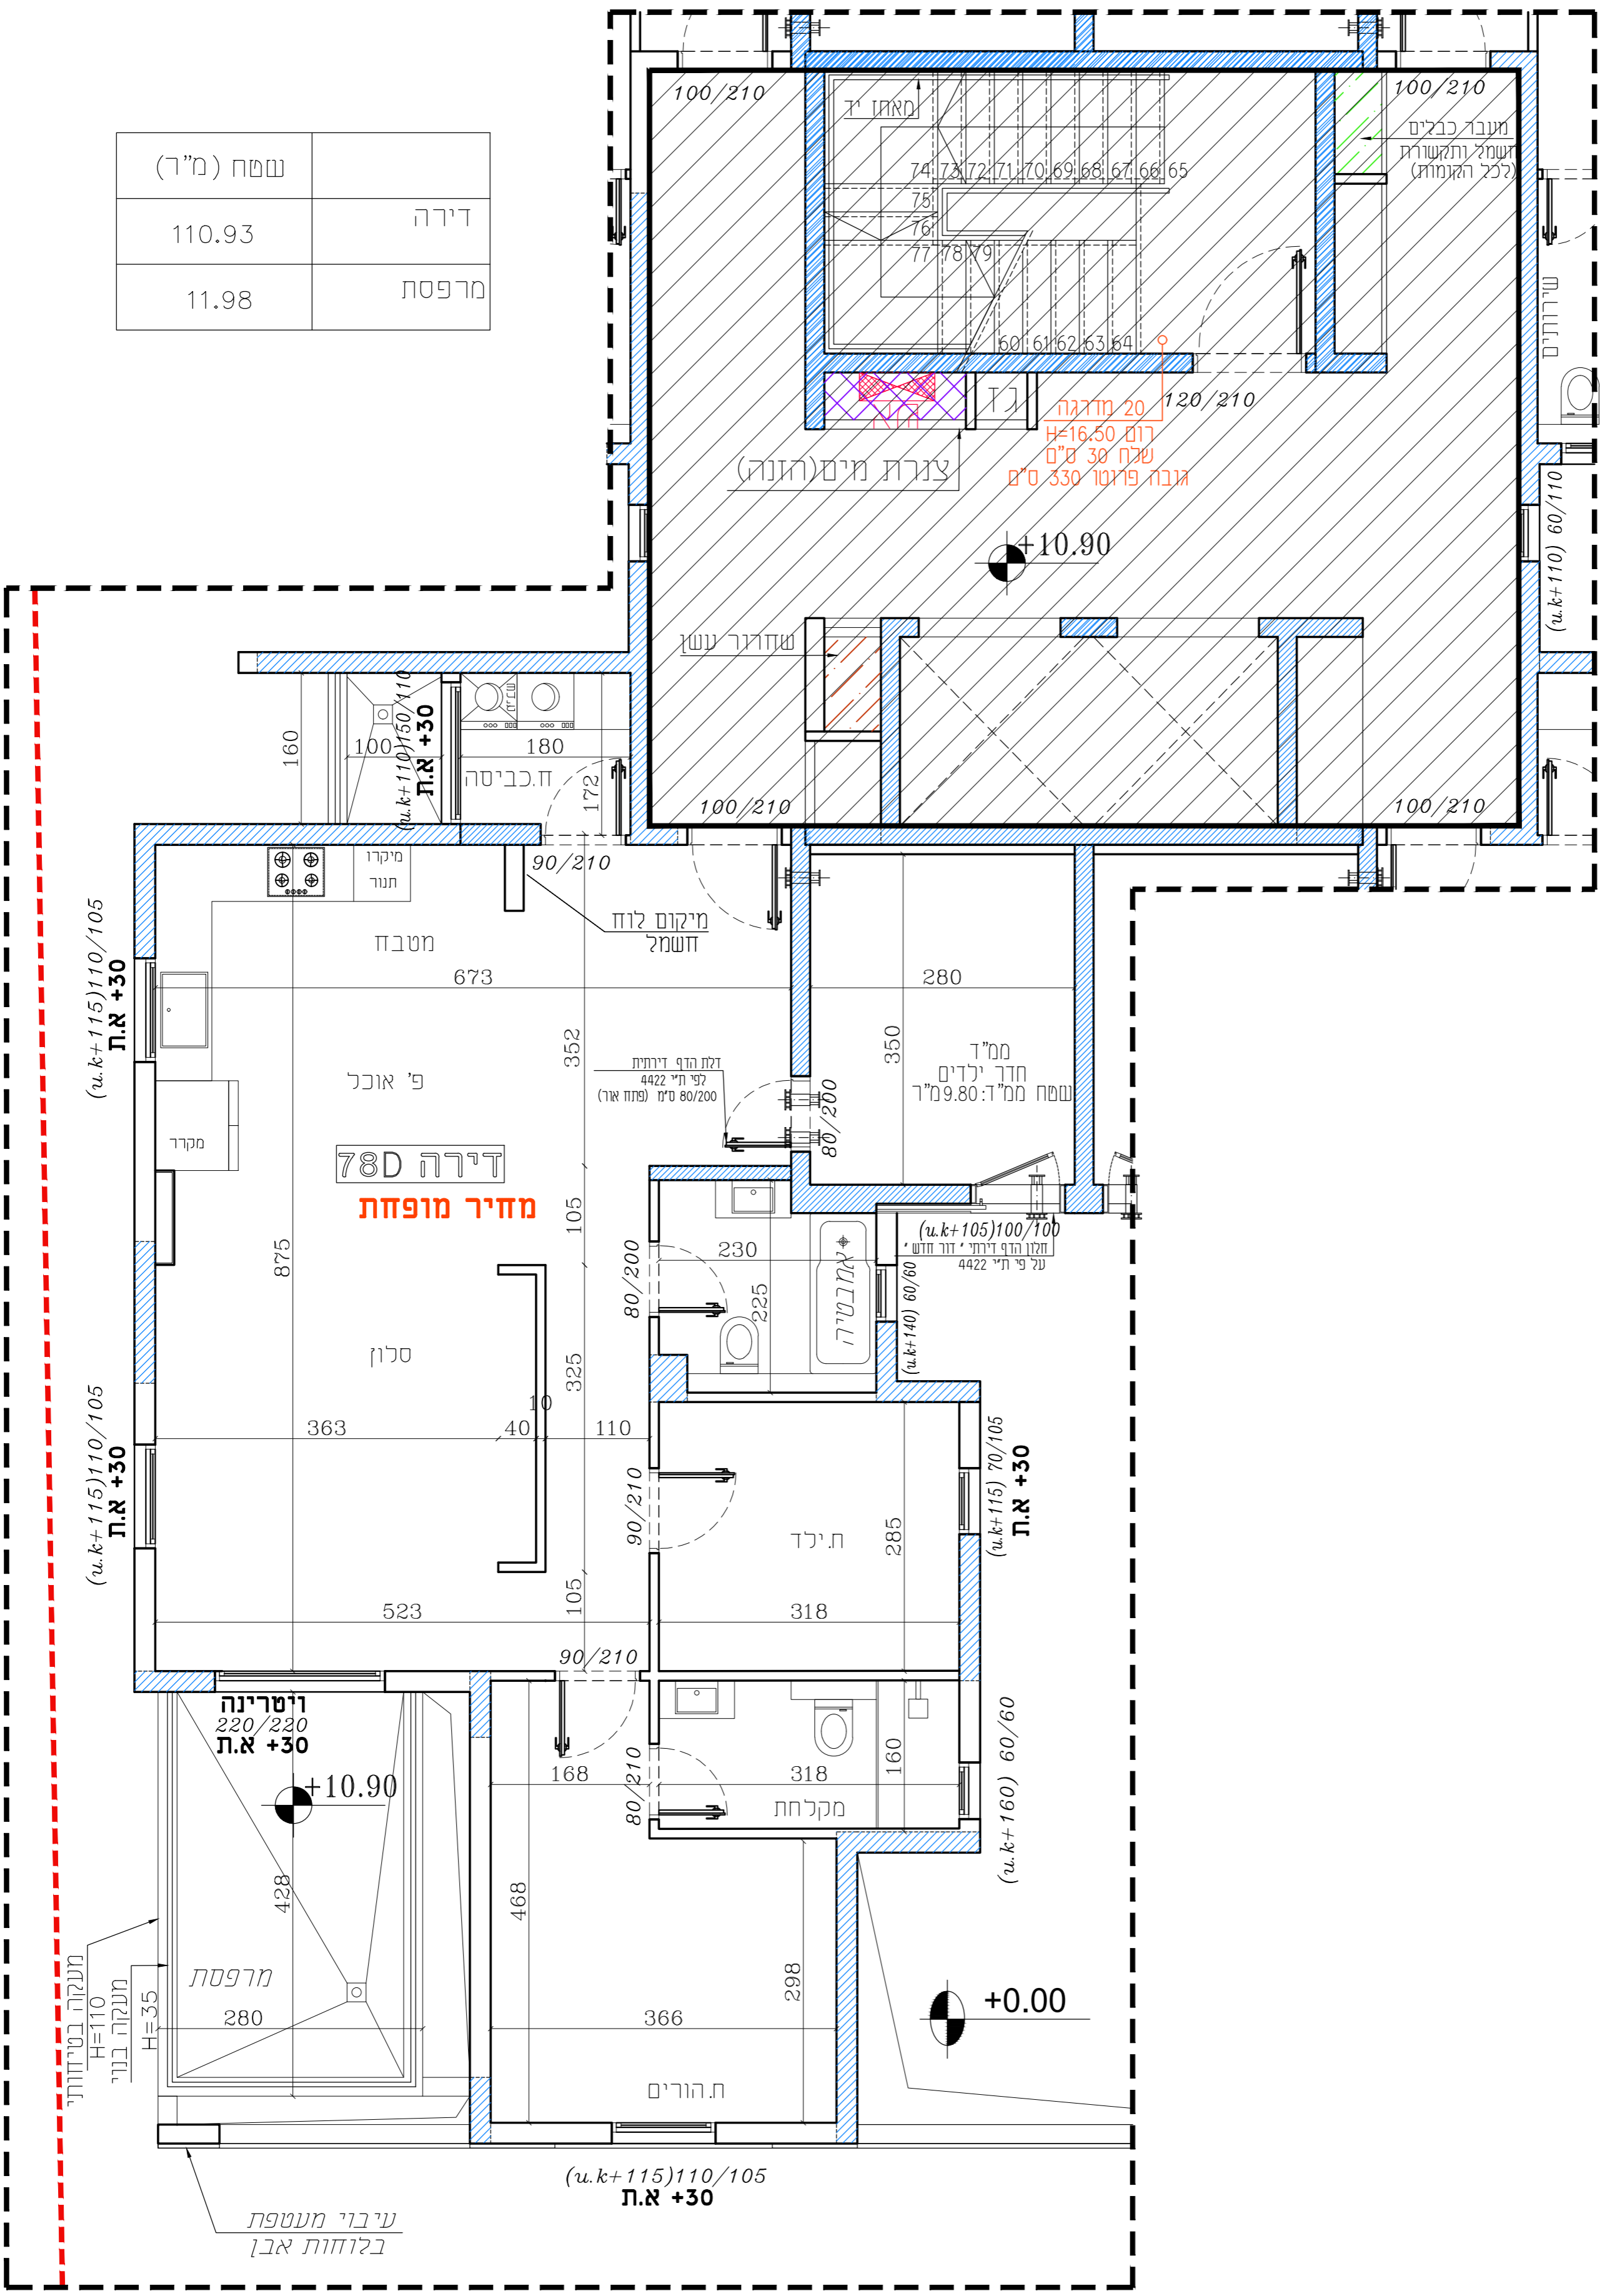 שטח (מ"ר)
דירה
110.93
מרפסת
11.98
100/210
מאחז יד
100/210
מעבר כבלים
חשמל ותקשורת
(לכל הקומות)
74 73 72 71 70 69 68 67 66 65
75
76
77 78 79
60 61 62 63 64
שירותים
גז
120/210
20 מדרגה
רום H=16.50
שלח 30 ס"מ
גובה פרוטו 330 ס"מ
צנרת מים(הזנה)
+10.90
(u.k+110) 60/110
שחרור עשן
100/210
100/210
160
100
(u.k+110)150/110
א.ת +30
180
ח.כביסה
172
90/210
מיקרו
תנור
מיקום לוח
חשמל
מטבח
673
280
(u.k+115)110/105
א.ת +30
352
350
ממ"ד
חדר ילדים
שטח ממ"ד: 9.80מ"ר
פ' אוכל
דלת הדף דירתית
לפי ת"י 4422
80/200 ס"מ (פתח אור)
80/200
מקרר
דירה 78D
מחיר מופחת
875
105
230
225
80/200
אמבטיה
(u.k+105)100/100
חלון הדף דירתי " דור חדש "
על פי ת"י 4422
(u.k+140) 60/60
סלון
325
10
363
40
110
(u.k+115)110/105
א.ת +30
90/210
ח.ילד
285
(u.k+115) 70/105
א.ת +30
523
105
318
90/210
ויטרינה
220/220
א.ת +30
+10.90
168
80/210
318
160
מקלחת
(u.k+160) 60/60
428
468
298
מעקה בטיחותי
H=110
מעקה בנוי
H=35
מרפסת
280
366
+0.00
ח.הורים
(u.k+115)110/105
א.ת +30
עיבוי מעטפת
בלוחות אבן